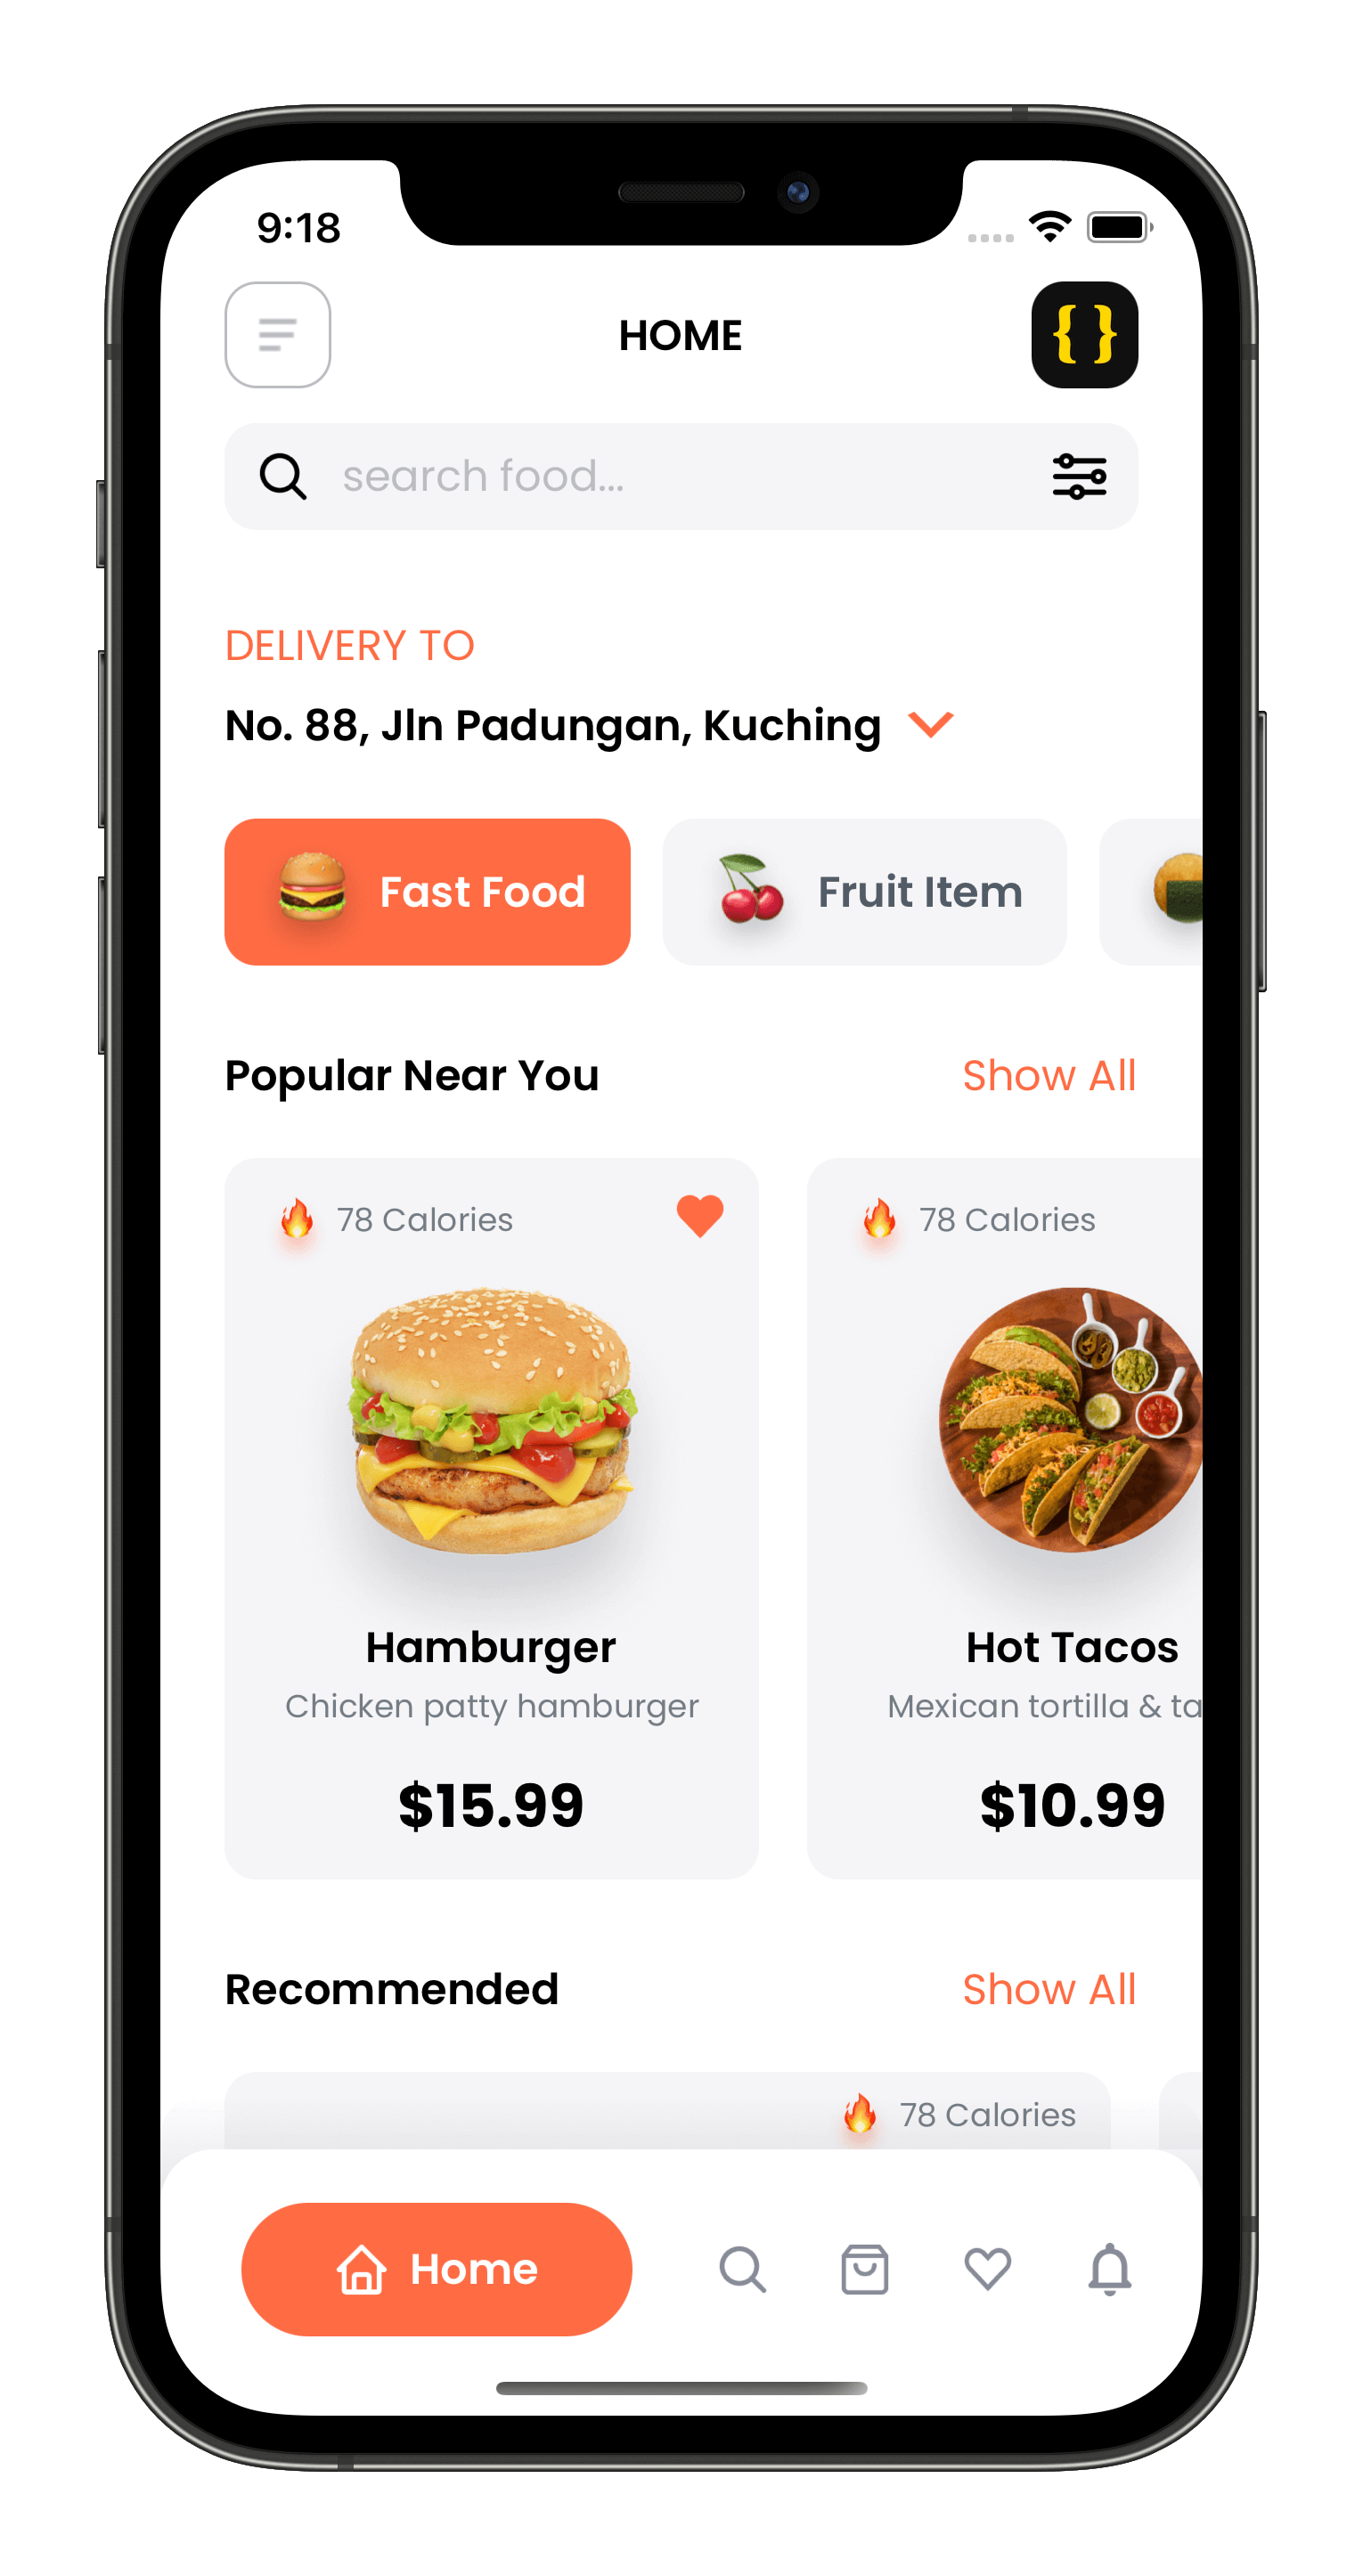 9:18
HOME
{ }
search food...
DELIVERY TO
No. 88, Jln Padungan, Kuching
Fast Food
Fruit Item
Popular Near You
Show All
78 Calories
78 Calories
Hamburger
Hot Tacos
Chicken patty hamburger
Mexican tortilla & ta
$15.99
$10.99
Recommended
Show All
78 Calories
Home